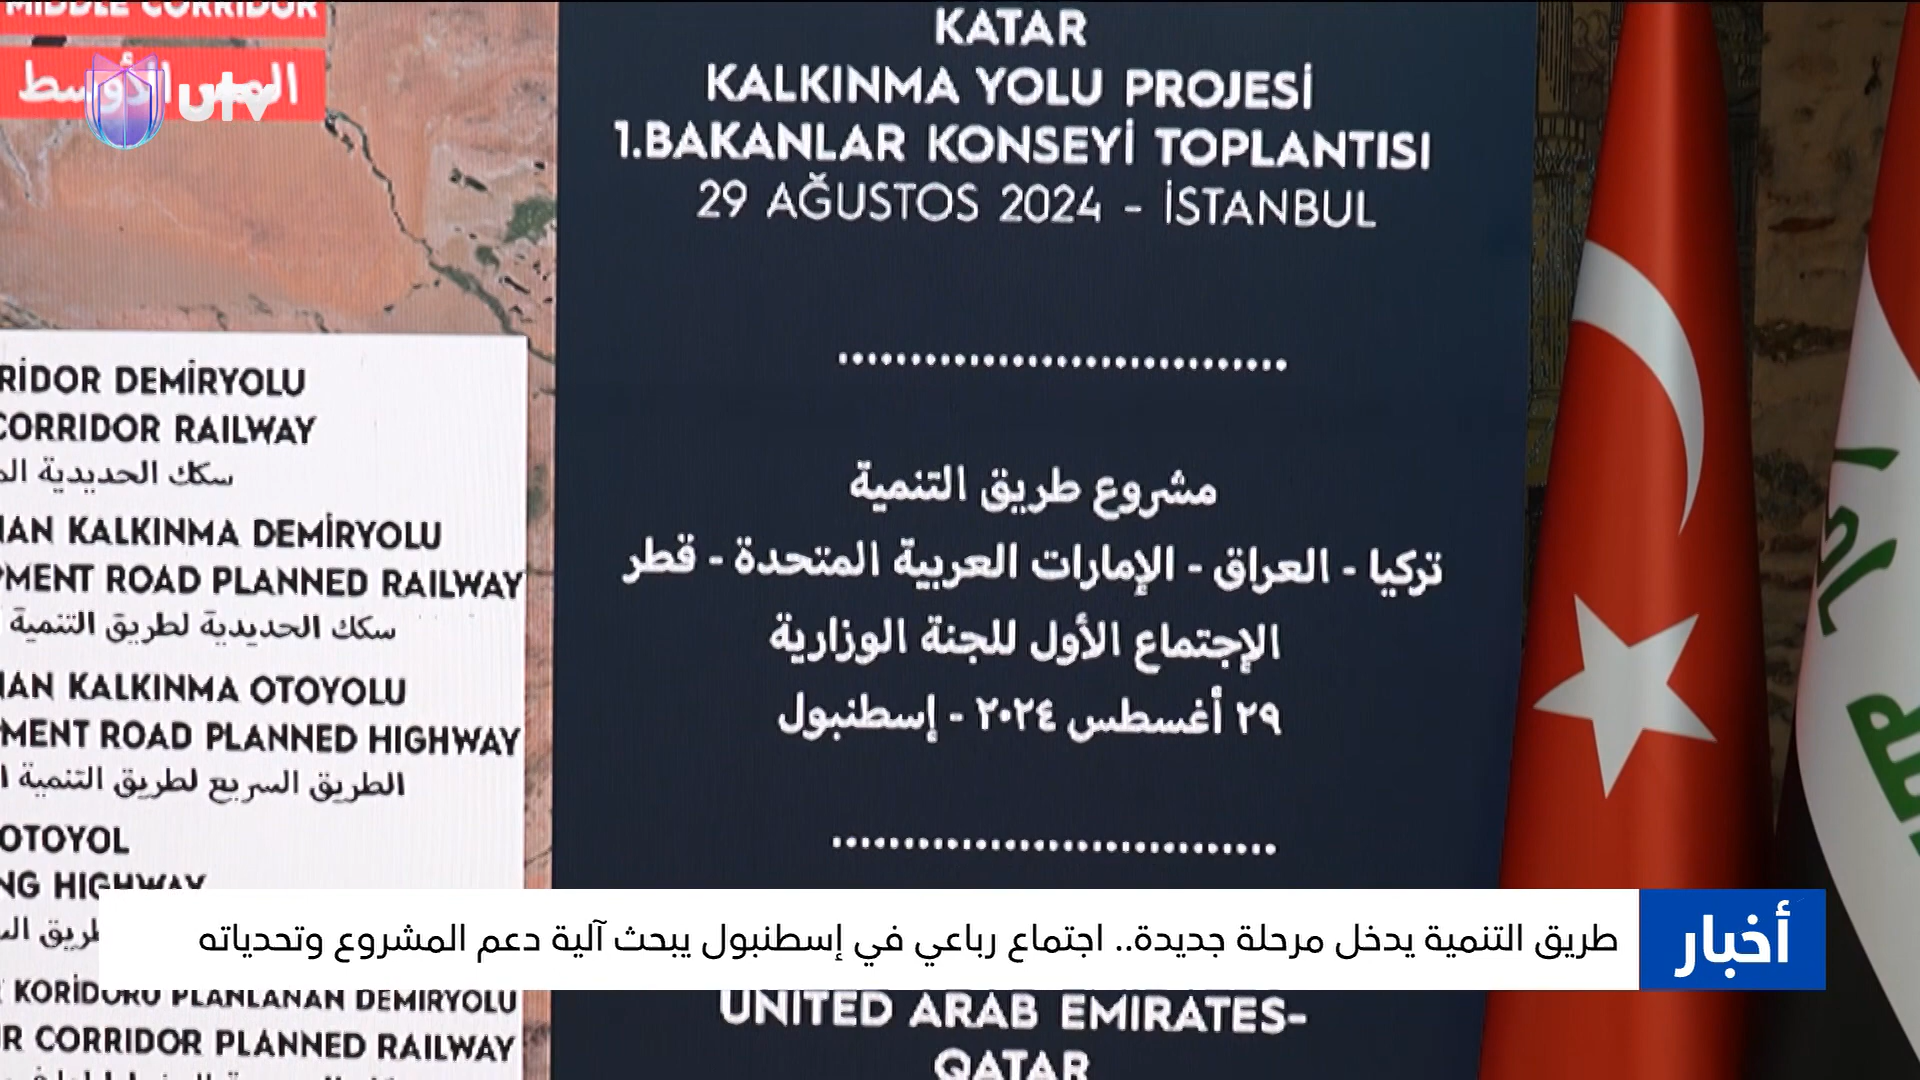 MIDDLE CORRIDOR
الأوسط
utv
RİDOR DEMİRYOLU
CORRIDOR RAILWAY
سكك الحديدية
KALKINMA DEMİRYOLU
ROAD PLANNED RAILWAY
سكك الحديدية لطريق التنمية
KALKINMA OTOYOLU
MENT ROAD PLANNED HIGHWAY
الطريق السريع لطريق التنمية
OTOYOL
NG HIGHWAY
KORİDORU PLANLANAN DEMİRYOLU
R CORRIDOR PLANNED RAILWAY
KATAR
KALKINMA YOLU PROJESİ
1.BAKANLAR KONSEYİ TOPLANTISI
29 AĞUSTOS 2024 - İSTANBUL
مشروع طريق التنمية
تركيا - العراق - الإمارات العربية المتحدة - قطر
الإجتماع الأول للجنة الوزارية
٢٩ أغسطس ٢٠٢٤ - إسطنبول
UNITED ARAB EMIRATES-
QATAR
أخبار
طريق التنمية يدخل مرحلة جديدة.. اجتماع رباعي في إسطنبول يبحث آلية دعم المشروع وتحدياته